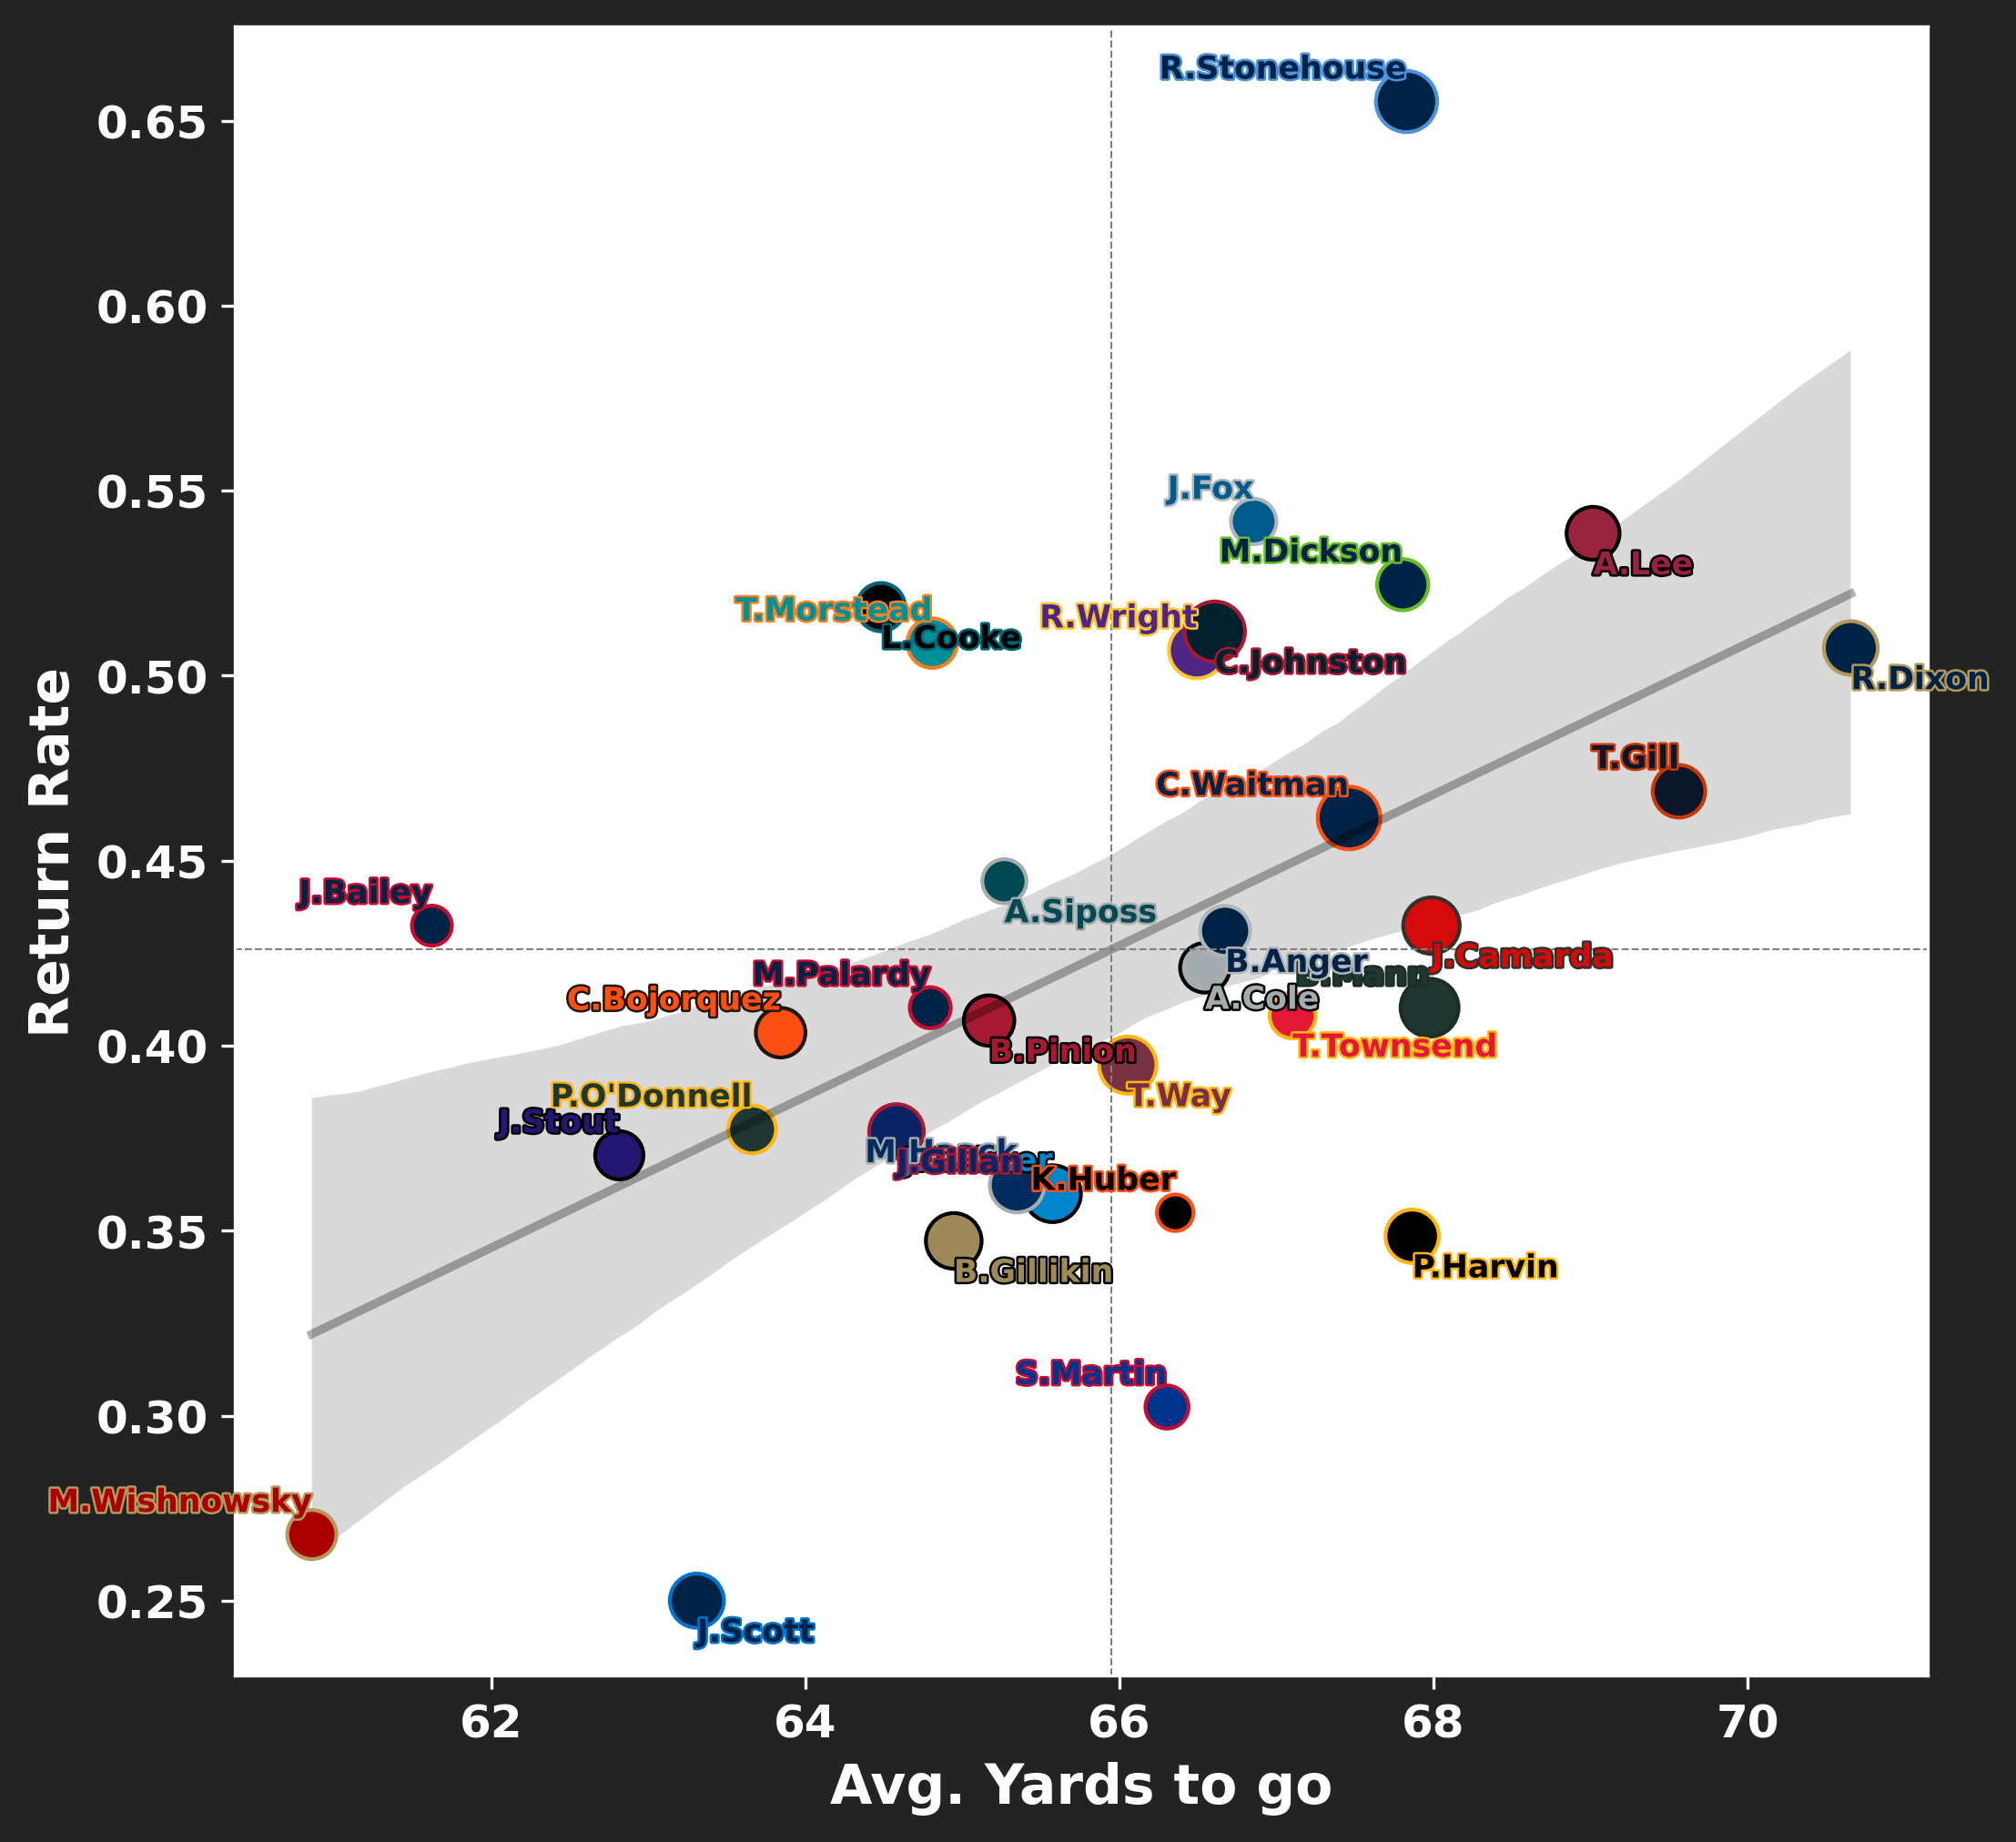 R.Stonehouse
0.65
0.60
J.Fox
0.55
M.Dickson
A.Lee
T.Morstead
R.Wright
L.Cooke
C.Johnston
0.50
R.Dixon
T.Gill
C.Waitman
0.45
J.Bailey
A.Siposs
J.Camarda
B.Anger
M.Palardy
C.Bojorquez
A.Cole
0.40
B.Pinion
T.Townsend
P.O'Donnell
T.Way
J.Stout
J.Gillan
K.Huber
0.35
B.Gillikin
P.Harvin
S.Martin
0.30
M.Wishnowsky
0.25
J.Scott
Return Rate
62 64 66 68 70
Avg. Yards to go